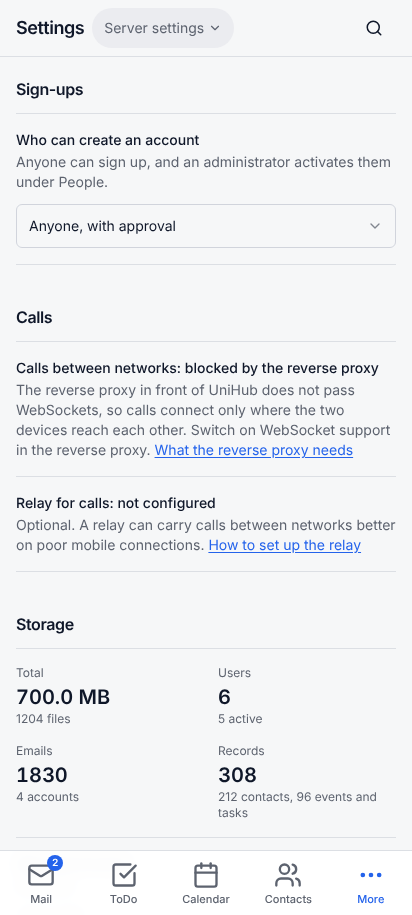 Settings
Server settings
Sign-ups
Who can create an account
Anyone can sign up, and an administrator activates them
under People.
Anyone, with approval
Calls
Calls between networks: blocked by the reverse proxy
The reverse proxy in front of UniHub does not pass
WebSockets, so calls connect only where the two
devices reach each other. Switch on WebSocket support
in the reverse proxy. What the reverse proxy needs
Relay for calls: not configured
Optional. A relay can carry calls between networks better
on poor mobile connections. How to set up the relay
Storage
Total
700.0 MB
1204 files
Users
6
5 active
Emails
1830
4 accounts
Records
308
212 contacts, 96 events and
tasks
2
Mail
ToDo
Calendar
Contacts
More